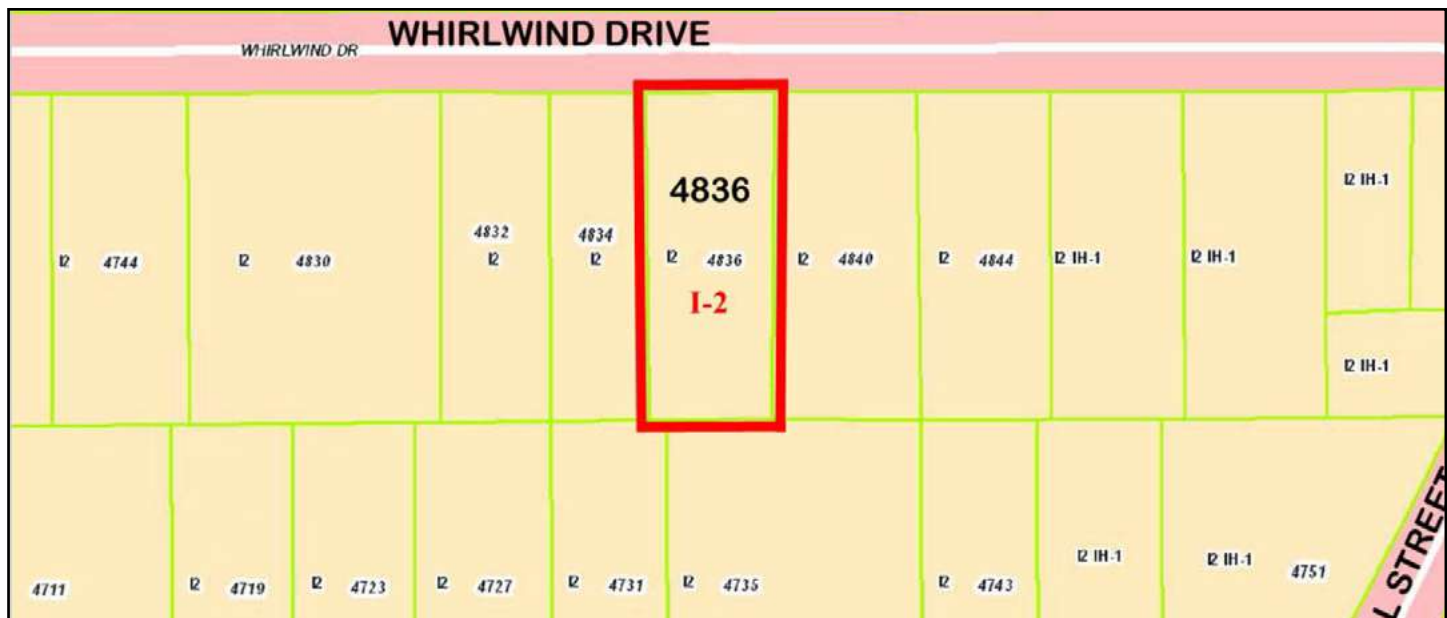 WHIRLWIND DRIVE
WHIRLWIND DR
4836
I2 IH-1
4832
4834
I2 4744
I2 4830
I2
I2
I2 4836
I2 4840
I2 4844
I2 IH-1
I2 IH-1
I-2
I2 IH-1
I2 IH-1
I2 IH-1 4751
4711
I2 4719
I2 4723
I2 4727
I2 4731
I2 4735
I2 4743
L STREET